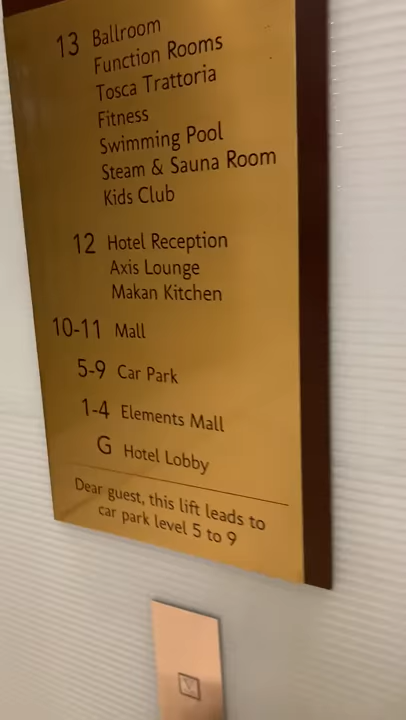 13 Ballroom
Function Rooms
Tosca Trattoria
Fitness
Swimming Pool
Steam & Sauna Room
Kids Club
12 Hotel Reception
Axis Lounge
Makan Kitchen
10-11 Mall
5-9 Car Park
1-4 Elements Mall
G Hotel Lobby
Dear guest, this lift leads to
car park level 5 to 9